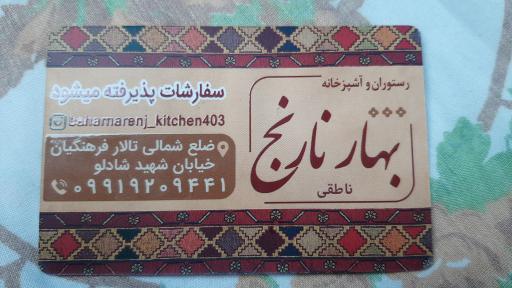 رستوران و آشپزخانه
بهار نارنج
ناطقی
سفارشات پذیرفته میشود
baharnarenj_kitchen403
ضلع شمالی تالار فرهنگیان
خیابان شهید شادلو
۰۹۹۱۹۲۰۹۴۴۱